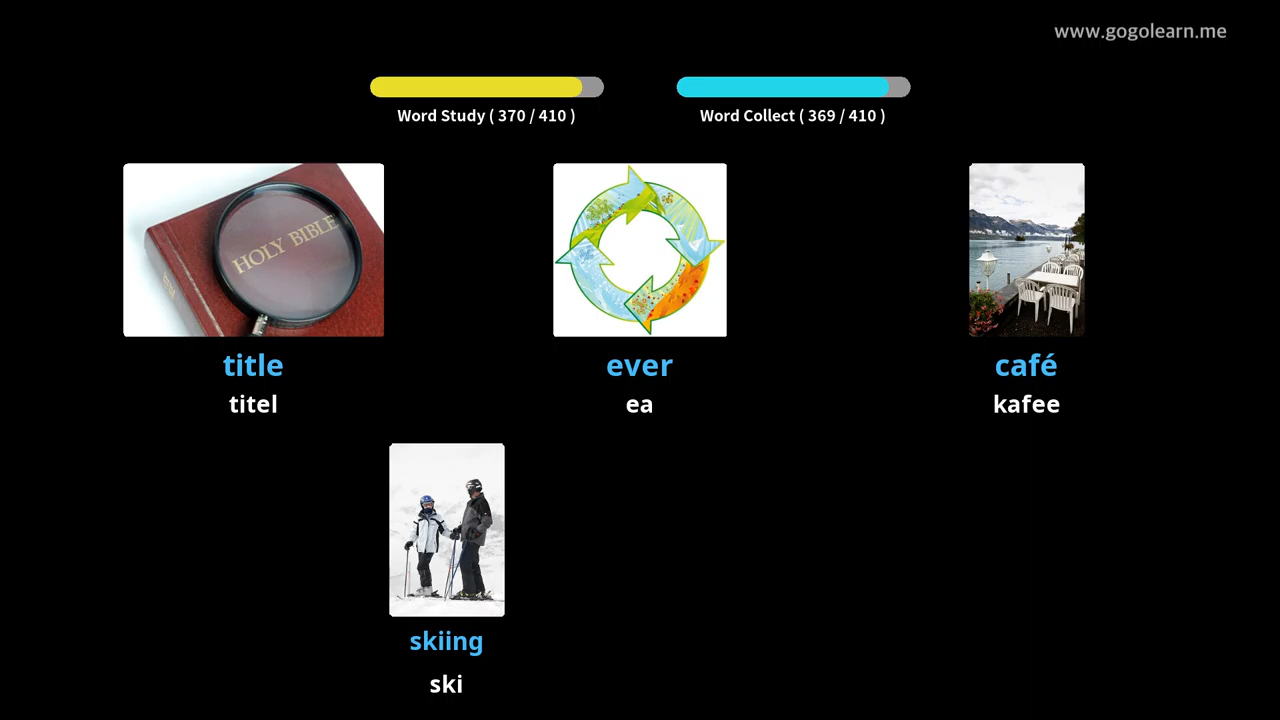 www.gogolearn.me
Word Study ( 370 / 410 )
Word Collect ( 369 / 410 )
HOLY BIBLE
title
ever
café
titel
ea
kafee
skiing
ski